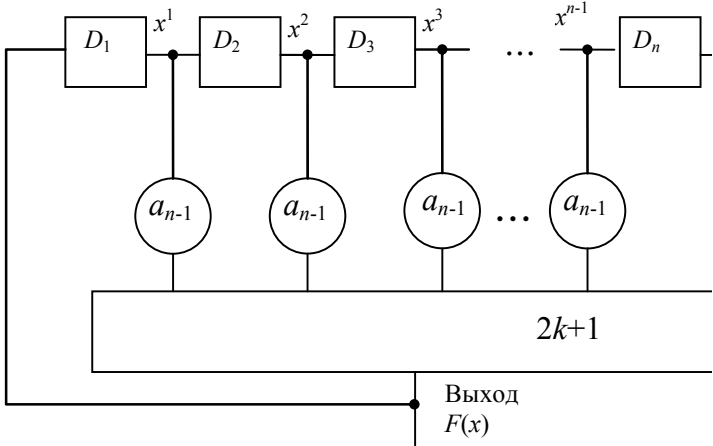 D₁ x¹ D₂ x² D₃ x³ ... xⁿ⁻¹ Dₙ
aₙ₋₁ aₙ₋₁ aₙ₋₁ ... aₙ₋₁
2k+1
Выход
F(x)